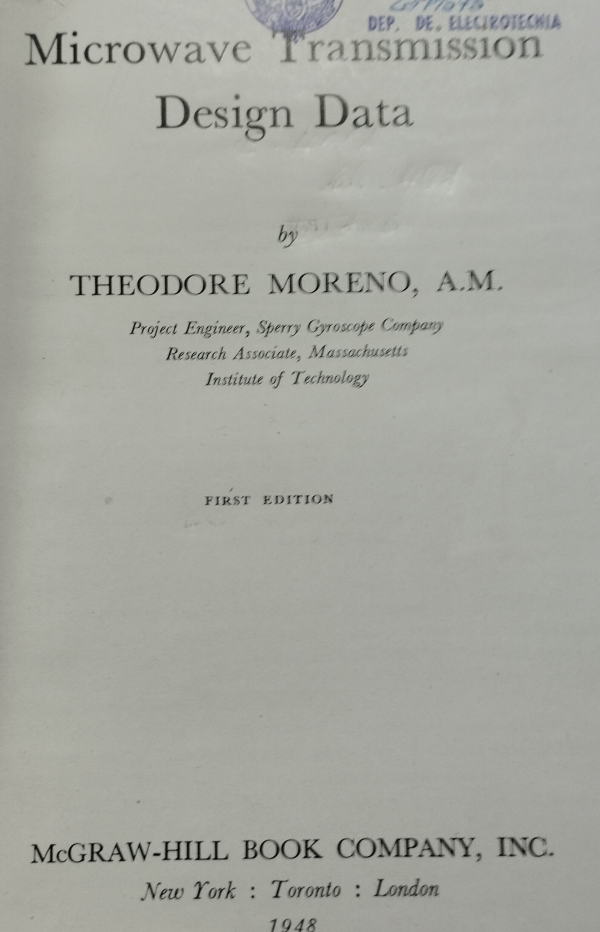 DEP. DE. ELECTROTECNIA
Microwave Transmission
Design Data
by
THEODORE MORENO, A.M.
Project Engineer, Sperry Gyroscope Company
Research Associate, Massachusetts
Institute of Technology
FIRST EDITION
McGRAW-HILL BOOK COMPANY, INC.
New York : Toronto : London
1948